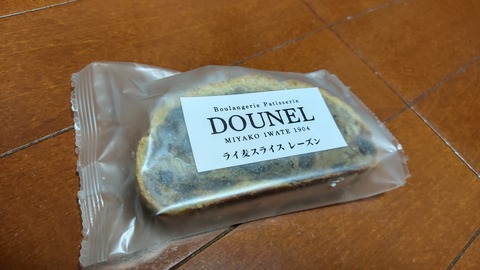 Boulangerie Patisserie
DOUNEL
MIYAKO IWATE 1904
ライ麦スライス レーズン